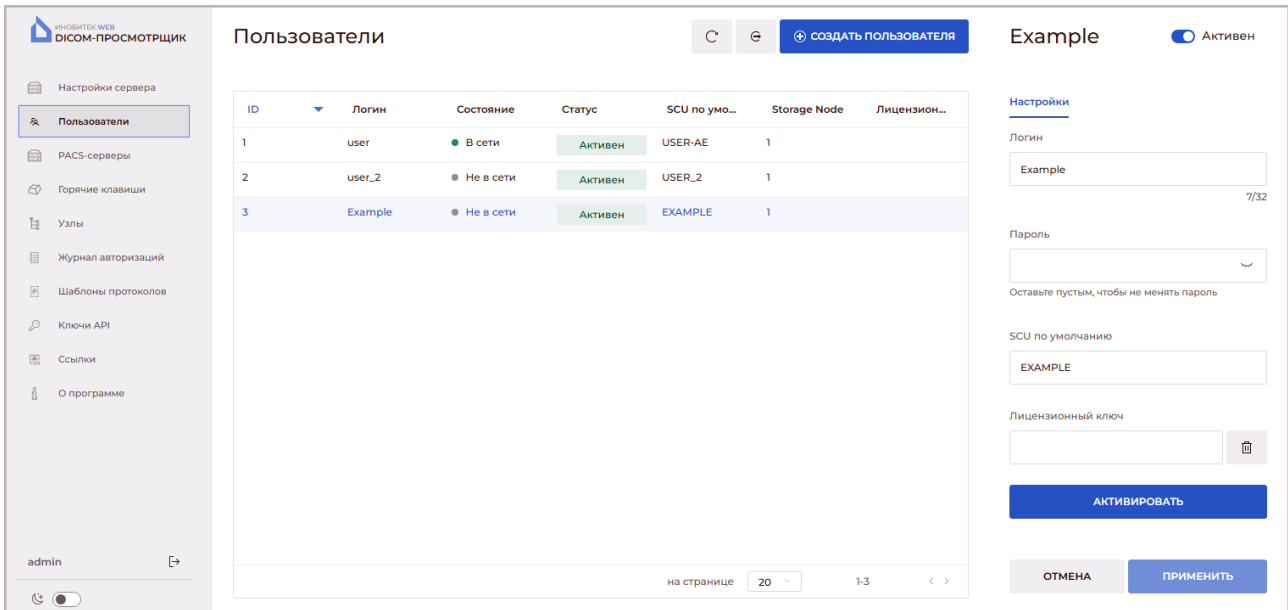 ИНОБИТЕК WEB
DICOM-ПРОСМОТРЩИК
Настройки сервера
Пользователи
PACS-серверы
Горячие клавиши
Узлы
Журнал авторизаций
Шаблоны протоколов
Ключи API
Ссылки
О программе
admin
Пользователи
СОЗДАТЬ ПОЛЬЗОВАТЕЛЯ
ID Логин Состояние Статус SCU по умо... Storage Node Лицензион...
1 user В сети Активен USER-AE 1
2 user_2 Не в сети Активен USER_2 1
3 Example Не в сети Активен EXAMPLE 1
на странице 20 1-3
Example Активен
Настройки
Логин
Example
7/32
Пароль
Оставьте пустым, чтобы не менять пароль
SCU по умолчанию
EXAMPLE
Лицензионный ключ
АКТИВИРОВАТЬ
ОТМЕНА ПРИМЕНИТЬ